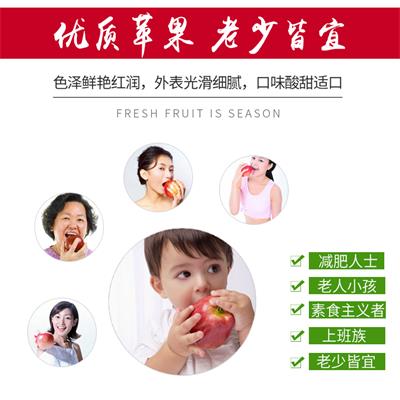 优质苹果 老少皆宜
色泽鲜艳红润，外表光滑细腻，口味酸甜适口
FRESH FRUIT IS SEASON
减肥人士
老人小孩
素食主义者
上班族
老少皆宜